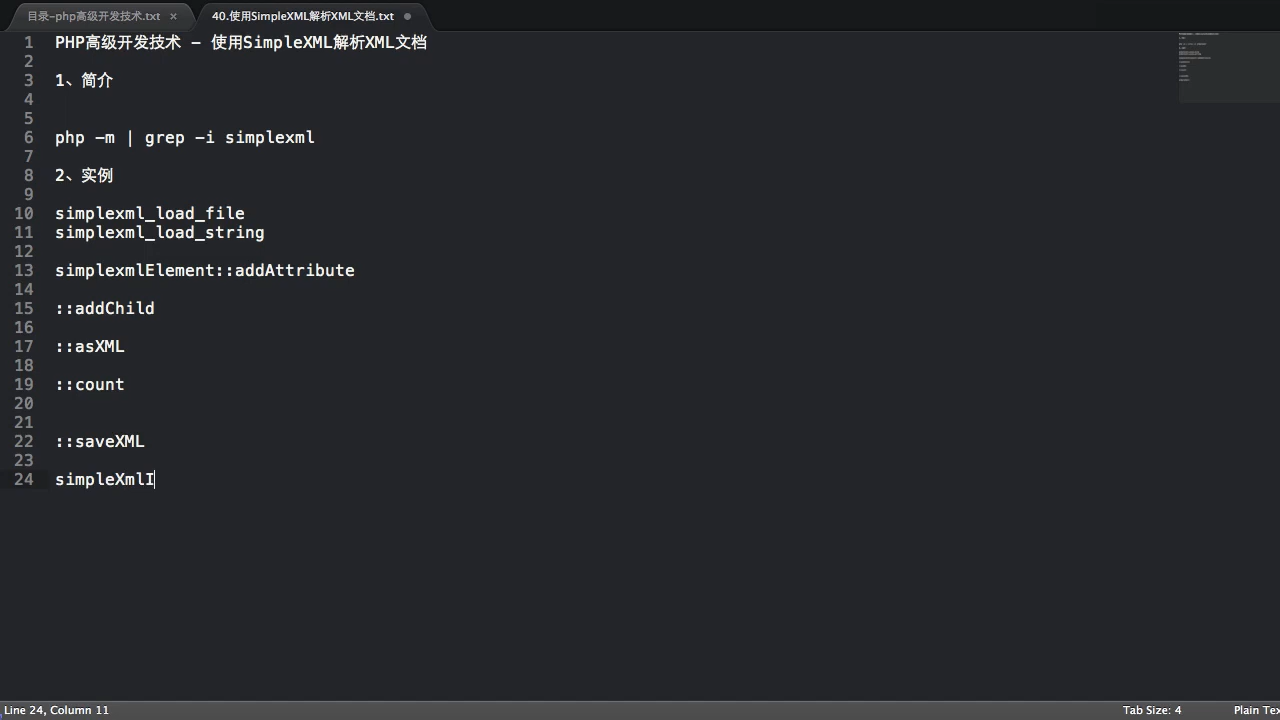 目录-php高级开发技术.txt ×
40.使用SimpleXML解析XML文档.txt
1 PHP高级开发技术 - 使用SimpleXML解析XML文档
2
3 1、简介
4
5
6 php -m | grep -i simplexml
7
8 2、实例
9
10 simplexml_load_file
11 simplexml_load_string
12
13 simplexmlElement::addAttribute
14
15 ::addChild
16
17 ::asXML
18
19 ::count
20
21
22 ::saveXML
23
24 simpleXmlI
Line 24, Column 11
Tab Size: 4
Plain Tex